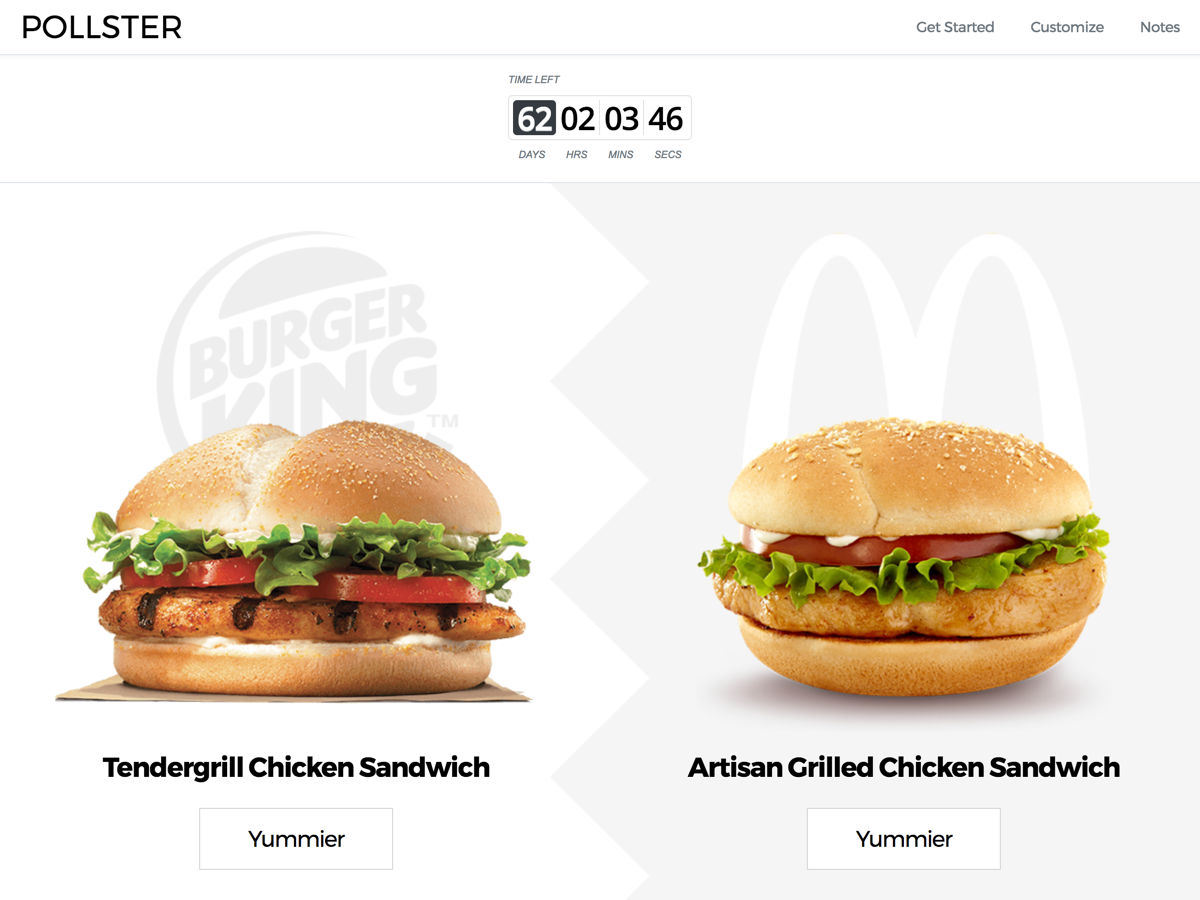 POLLSTER
Get Started Customize Notes
TIME LEFT
62 02 03 46
DAYS HRS MINS SECS
BURGER
KING
TM
Tendergrill Chicken Sandwich
Yummier
Artisan Grilled Chicken Sandwich
Yummier